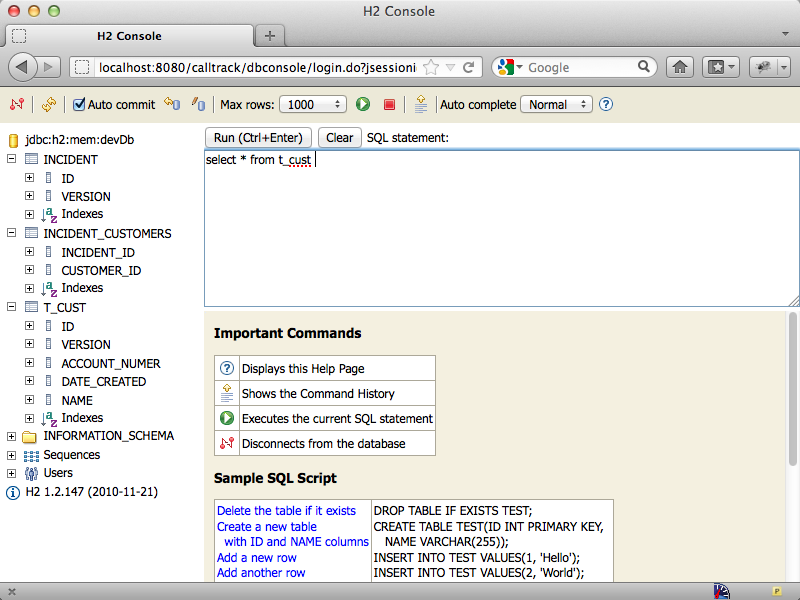 H2 Console
H2 Console
localhost:8080/calltrack/dbconsole/login.do?jsessioni
Google
Auto commit
Max rows:
1000
Auto complete
Normal
jdbc:h2:mem:devDb
INCIDENT
ID
VERSION
Indexes
INCIDENT_CUSTOMERS
INCIDENT_ID
CUSTOMER_ID
Indexes
T_CUST
ID
VERSION
ACCOUNT_NUMER
DATE_CREATED
NAME
Indexes
INFORMATION_SCHEMA
Sequences
Users
H2 1.2.147 (2010-11-21)
Run (Ctrl+Enter)
Clear
SQL statement:
select * from t_cust
Important Commands
Displays this Help Page
Shows the Command History
Executes the current SQL statement
Disconnects from the database
Sample SQL Script
Delete the table if it exists DROP TABLE IF EXISTS TEST;
Create a new table CREATE TABLE TEST(ID INT PRIMARY KEY,
with ID and NAME columns NAME VARCHAR(255));
Add a new row INSERT INTO TEST VALUES(1, 'Hello');
Add another row INSERT INTO TEST VALUES(2, 'World');